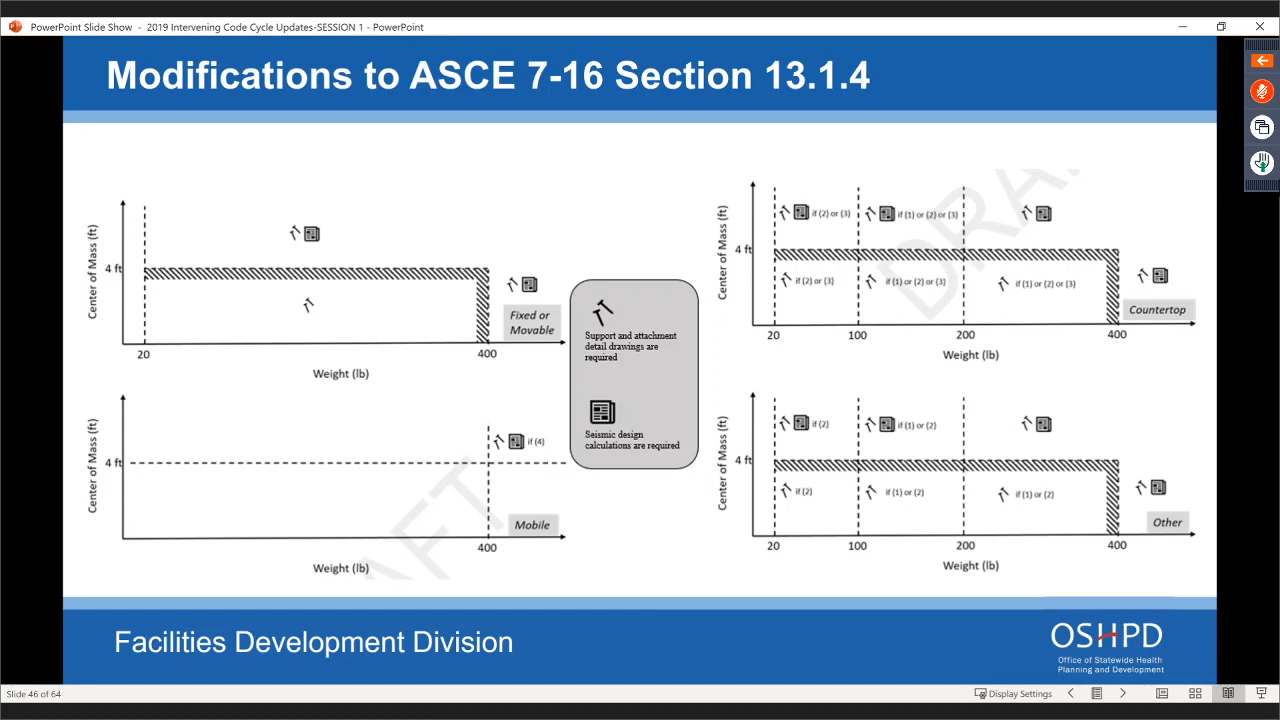 PowerPoint Slide Show - 2019 Intervening Code Cycle Updates-SESSION 1 - PowerPoint
Modifications to ASCE 7-16 Section 13.1.4
Center of Mass (ft)
4 ft
Fixed or
Movable
20
400
Weight (lb)
Center of Mass (ft)
4 ft
if (4)
Mobile
400
Weight (lb)
Support and attachment
detail drawings are
required
Seismic design
calculations are required
DRA
Center of Mass (ft)
if (2) or (3)
if (1) or (2) or (3)
4 ft
if (2) or (3)
if (1) or (2) or (3)
if (1) or (2) or (3)
Countertop
20
100
200
400
Weight (lb)
Center of Mass (ft)
if (2)
if (1) or (2)
4 ft
if (2)
if (1) or (2)
if (1) or (2)
Other
20
100
200
400
Weight (lb)
AFT
Facilities Development Division
OSHPD
Office of Statewide Health
Planning and Development
Slide 46 of 64
Display Settings